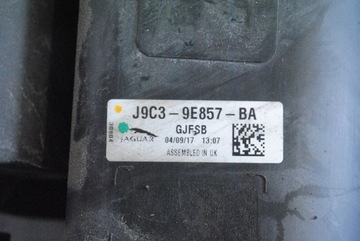 J9C3-9E857-BA
GJFSB
JAGUAR 04/09/17 13:07
ASSEMBLED IN UK